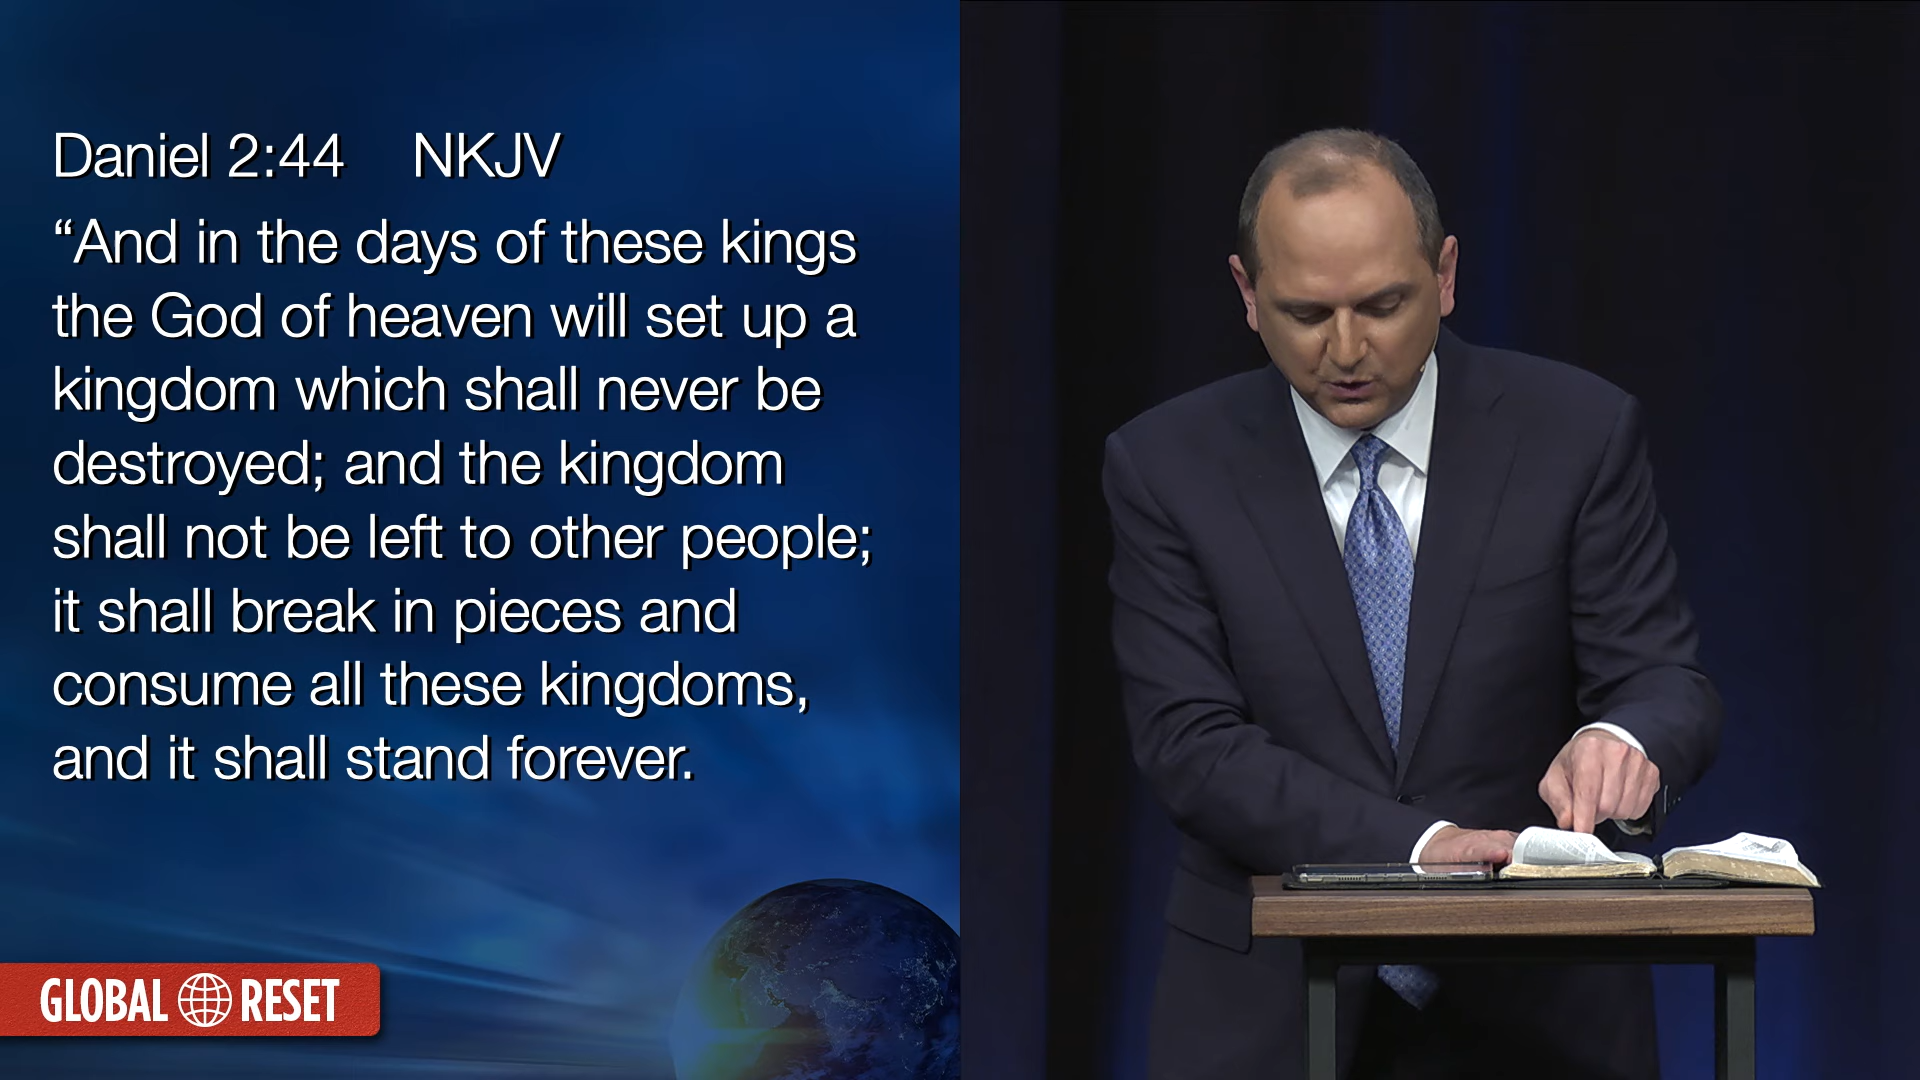 Daniel 2:44 NKJV
“And in the days of these kings
the God of heaven will set up a
kingdom which shall never be
destroyed; and the kingdom
shall not be left to other people;
it shall break in pieces and
consume all these kingdoms,
and it shall stand forever.
GLOBAL RESET